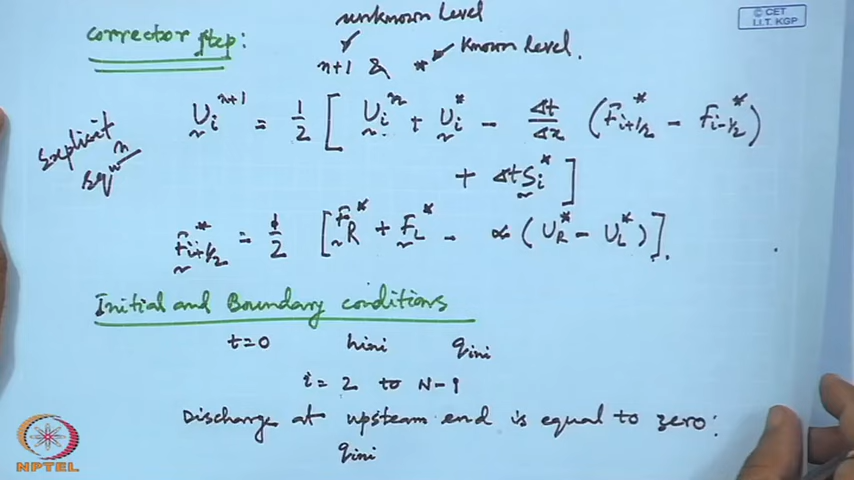 © CET
I.I.T. KGP
unknown level
corrector step:
n+1 & * Known level.
Explicit eqⁿ
U_i^{n+1} = 1/2 [ U_i^n + U_i^* - Δt/Δx (F_{i+1/2}^* - F_{i-1/2}^*)
+ Δt S_i^* ]
F_{i+1/2}^* = 1/2 [F_R^* + F_L^* - α (U_R^* - U_L^*)].
Initial and Boundary conditions
t=0 hini qini
i = 2 to N-1
Discharge at upsteam end is equal to zero:
qini
NPTEL